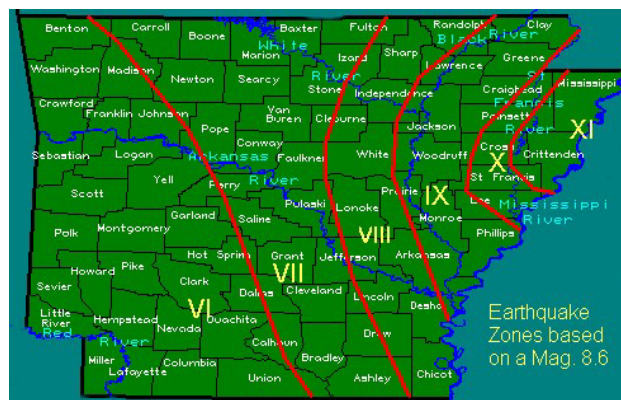 Benton
Carroll
Boone
Baxter
Marion
Fulton
Randolph
Clay
White
River
Izard
Sharp
Black
River
Lawrence
Greene
Washington
Madison
Newton
Searcy
Stone
Independence
St
Francis
River
Craighead
Mississippi
Crawford
Franklin
Johnson
Van
Buren
Cleburne
Jackson
Poinsett
XI
Pope
Conway
Faulkner
White
Woodruff
Cross
X
Crittenden
Sebastian
Logan
Arkansas
River
Yell
Perry
Scott
Pulaski
Lonoke
Prairie
IX
Monroe
St Francis
Lee
Mississippi
River
Phillips
Polk
Montgomery
Garland
Saline
VIII
Hot Spring
Grant
VII
Jefferson
Arkansas
Howard
Pike
Clark
Sevier
Dallas
Cleveland
Lincoln
Desha
Little
River
Red
River
Hempstead
Nevada
VI
Ouachita
Calhoun
Bradley
Drew
Miller
Lafayette
Columbia
Union
Ashley
Chicot
Earthquake
Zones based
on a Mag. 8.6